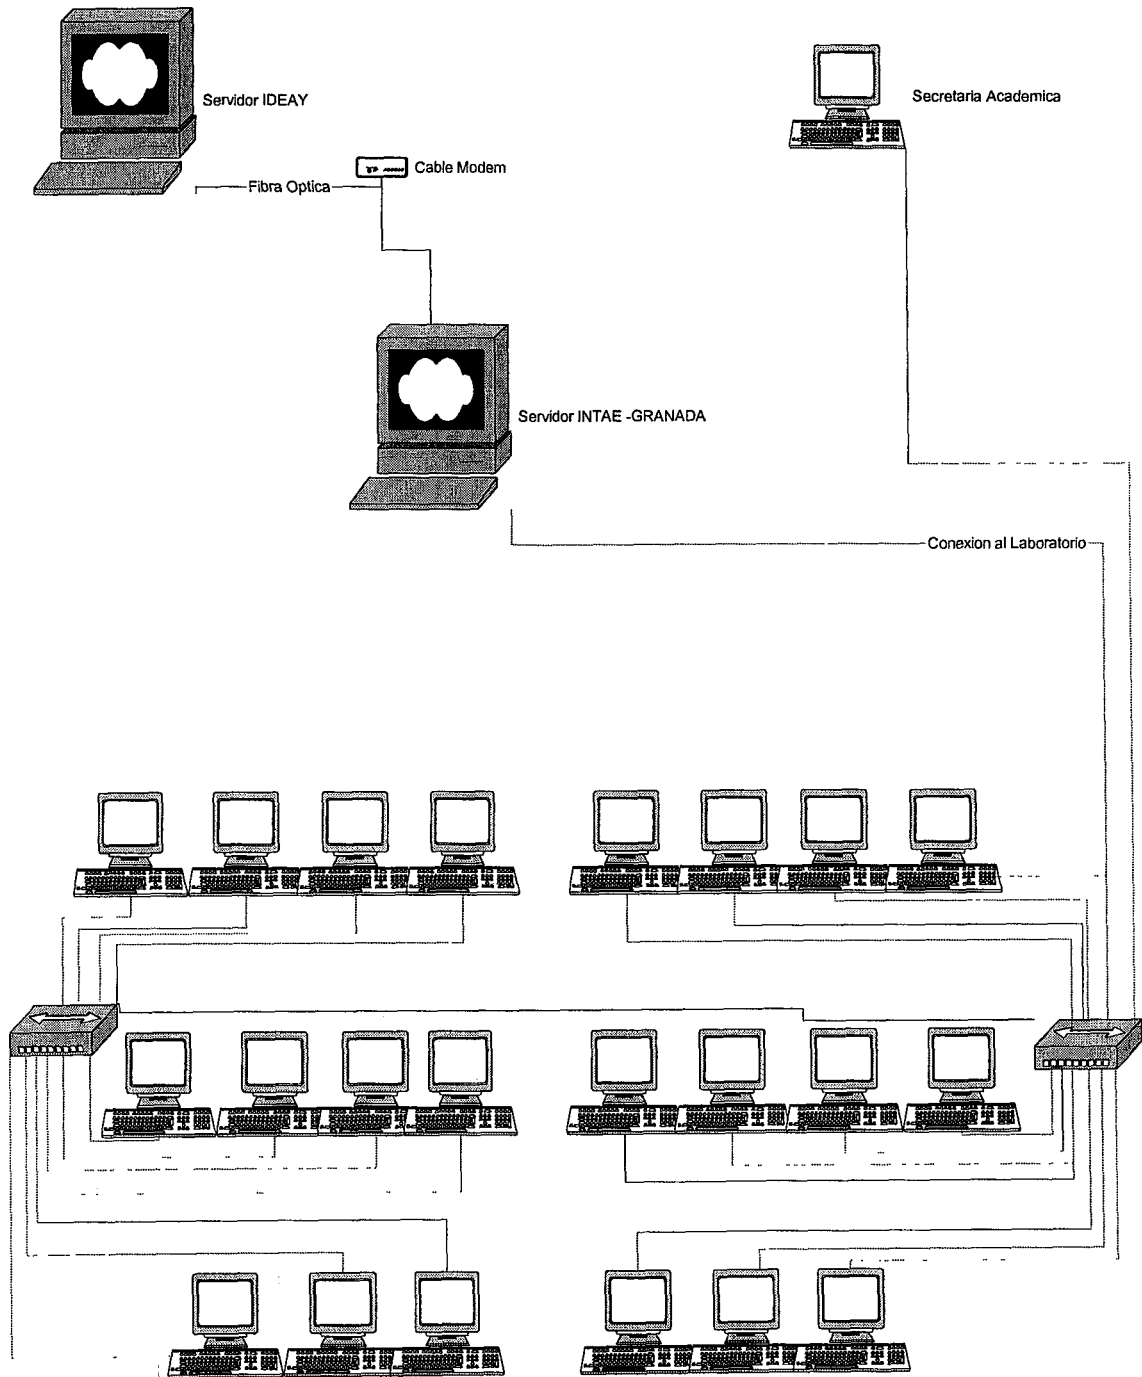 Servidor IDEAY
Secretaria Academica
Cable Modem
Fibra Optica
Servidor INTAE -GRANADA
Conexion al Laboratorio